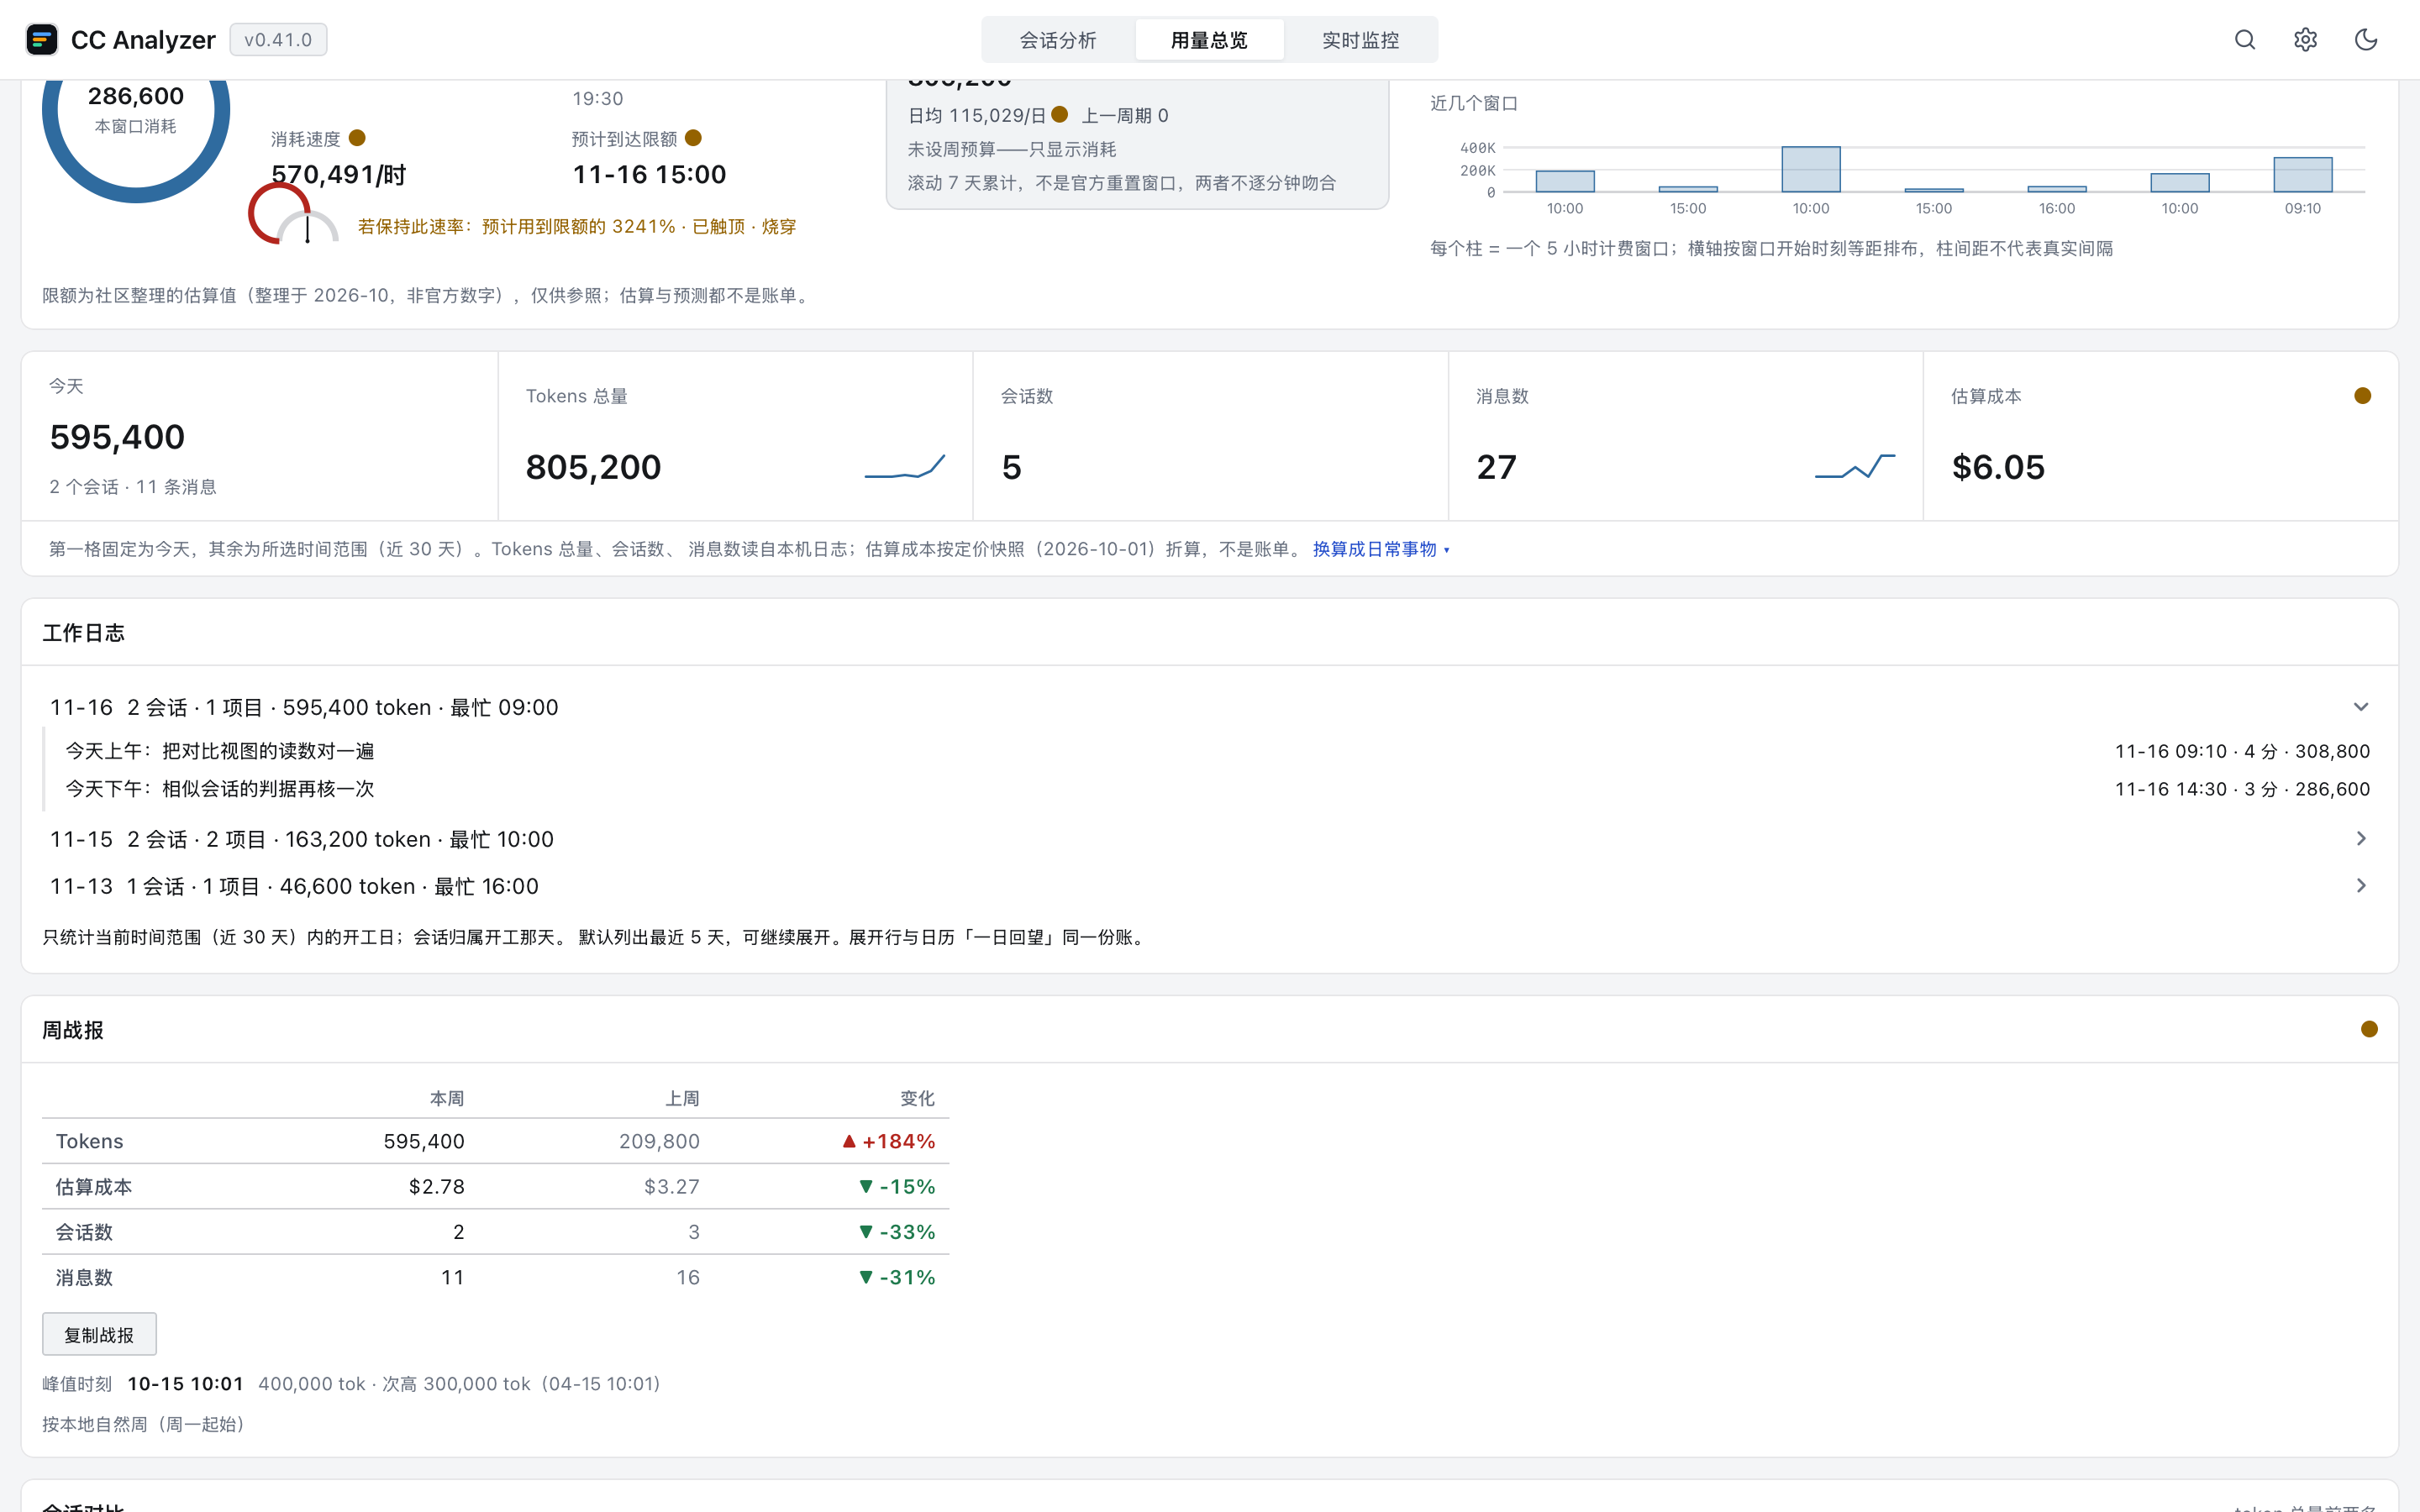 CC Analyzer v0.41.0
会话分析 用量总览 实时监控
286,600
本窗口消耗
19:30
消耗速度
570,491/时
预计到达限额
11-16 15:00
若保持此速率：预计用到限额的 3241% · 已触顶 · 烧穿
日均 115,029/日 上一周期 0
未设周预算——只显示消耗
滚动 7 天累计，不是官方重置窗口，两者不逐分钟吻合
近几个窗口
400K
200K
0
10:00 15:00 10:00 15:00 16:00 10:00 09:10
每个柱 = 一个 5 小时计费窗口；横轴按窗口开始时刻等距排布，柱间距不代表真实间隔
限额为社区整理的估算值（整理于 2026-10，非官方数字），仅供参照；估算与预测都不是账单。
今天
595,400
2 个会话 · 11 条消息
Tokens 总量
805,200
会话数
5
消息数
27
估算成本
$6.05
第一格固定为今天，其余为所选时间范围（近 30 天）。Tokens 总量、会话数、 消息数读自本机日志；估算成本按定价快照（2026-10-01）折算，不是账单。 换算成日常事物 ▾
工作日志
11-16 2 会话 · 1 项目 · 595,400 token · 最忙 09:00
今天上午：把对比视图的读数对一遍 11-16 09:10 · 4 分 · 308,800
今天下午：相似会话的判据再核一次 11-16 14:30 · 3 分 · 286,600
11-15 2 会话 · 2 项目 · 163,200 token · 最忙 10:00
11-13 1 会话 · 1 项目 · 46,600 token · 最忙 16:00
只统计当前时间范围（近 30 天）内的开工日；会话归属开工那天。 默认列出最近 5 天，可继续展开。展开行与日历「一日回望」同一份账。
周战报
本周 上周 变化
Tokens 595,400 209,800 ▲ +184%
估算成本 $2.78 $3.27 ▼ -15%
会话数 2 3 ▼ -33%
消息数 11 16 ▼ -31%
复制战报
峰值时刻 10-15 10:01 400,000 tok · 次高 300,000 tok（04-15 10:01）
按本地自然周（周一起始）